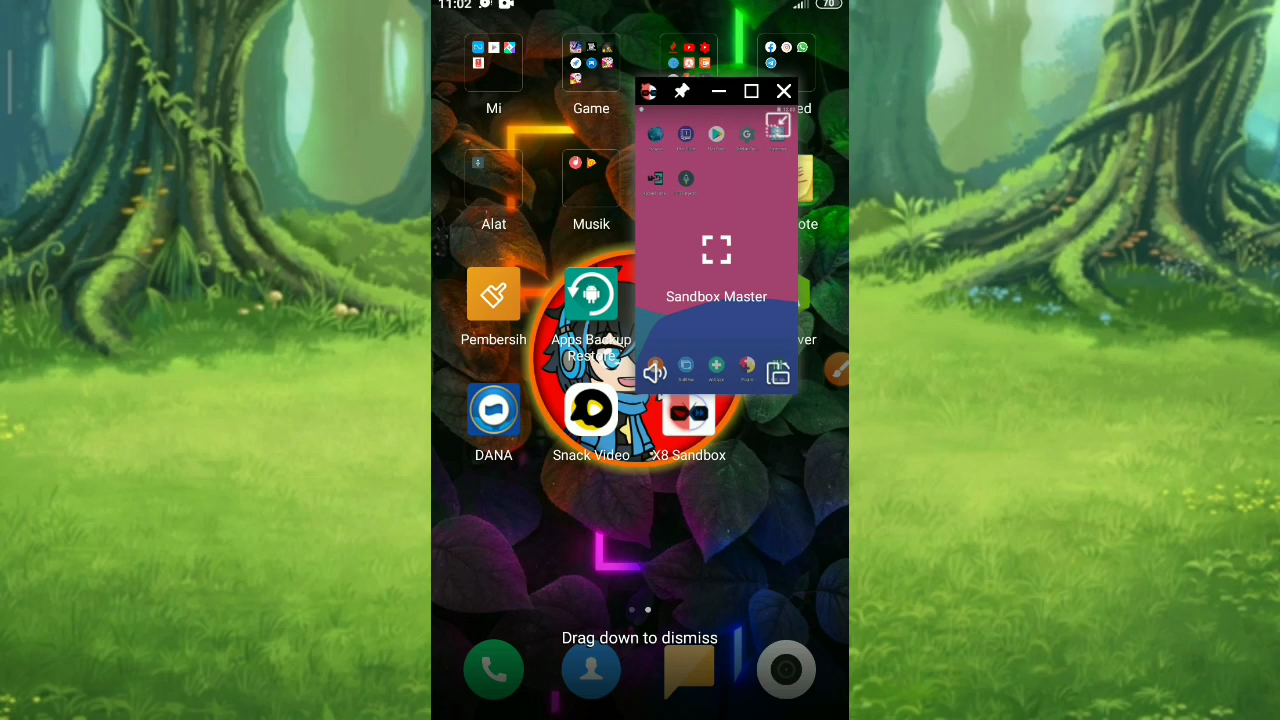 11:02
70
Mi
Game
ed
Alat
Musik
ote
Sandbox Master
Pembersih
Apps Backup
Restore
ver
DANA
Snack Video
X8 Sandbox
Drag down to dismiss